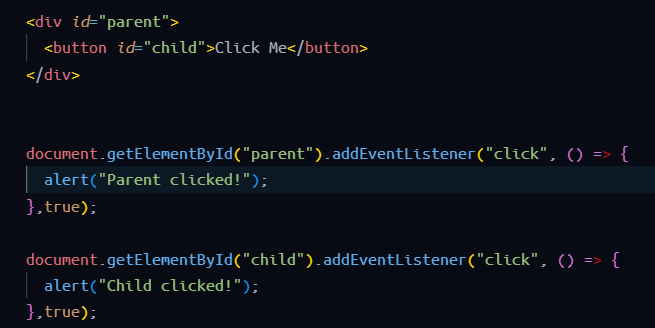 <div id="parent">
<button id="child">Click Me</button>
</div>
document.getElementById("parent").addEventListener("click", () => {
alert("Parent clicked!");
},true);
document.getElementById("child").addEventListener("click", () => {
alert("Child clicked!");
},true);